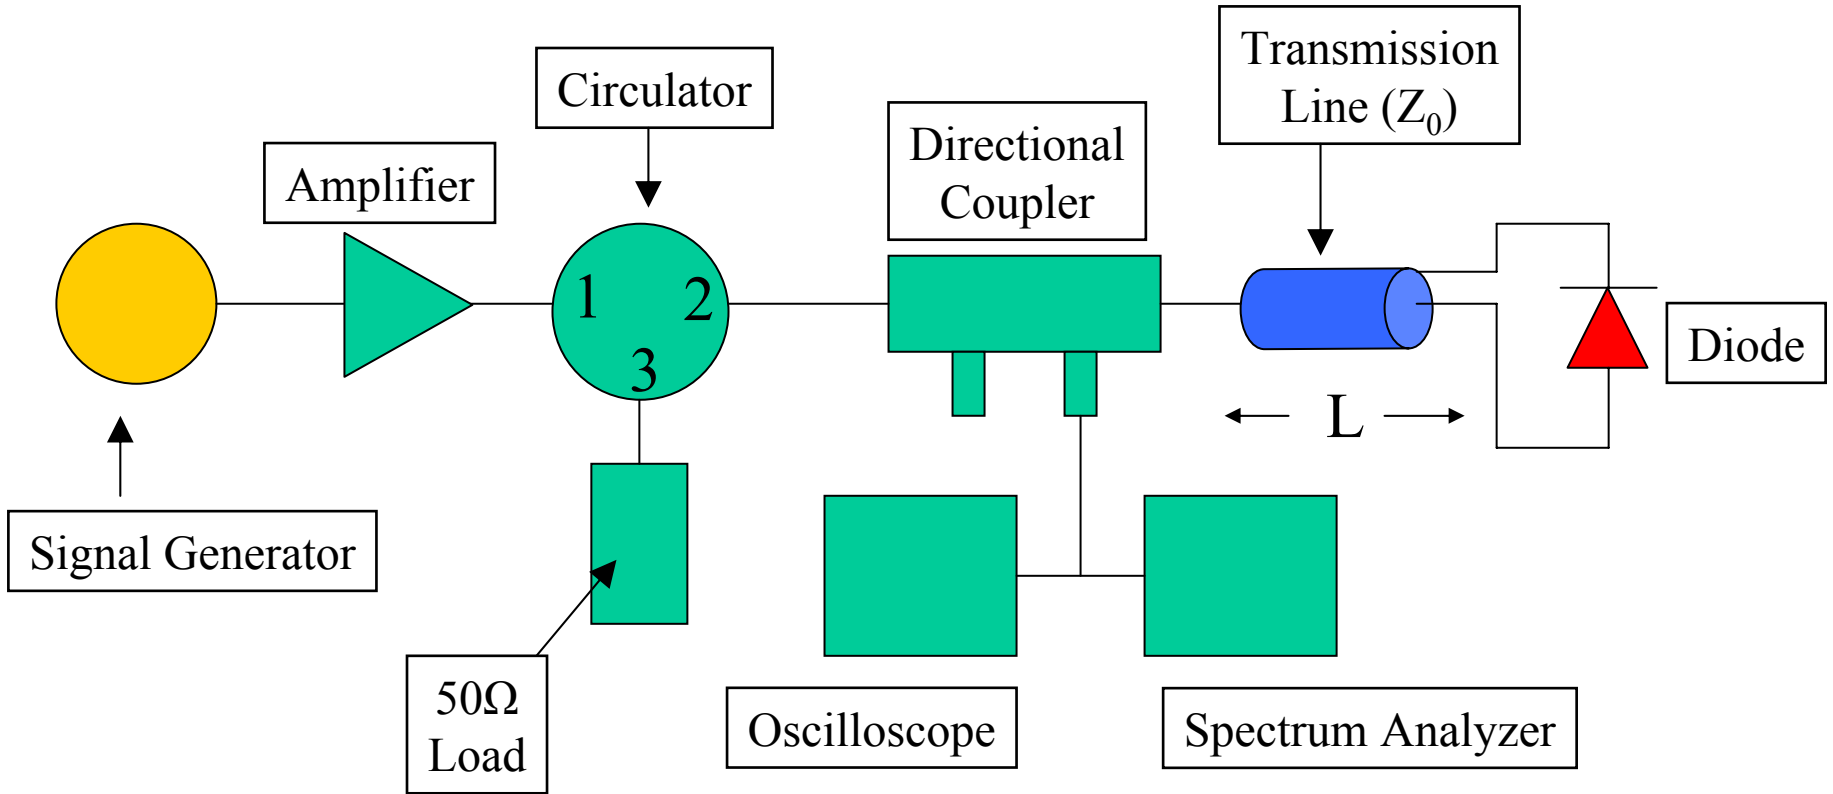 Transmission
Line (Z₀)
Circulator
Directional
Coupler
Amplifier
1
2
3
Diode
L
Signal Generator
50Ω
Load
Oscilloscope
Spectrum Analyzer